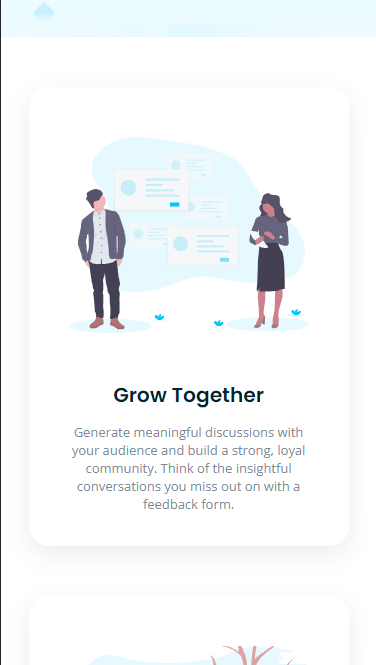 Grow Together
Generate meaningful discussions with
your audience and build a strong, loyal
community. Think of the insightful
conversations you miss out on with a
feedback form.